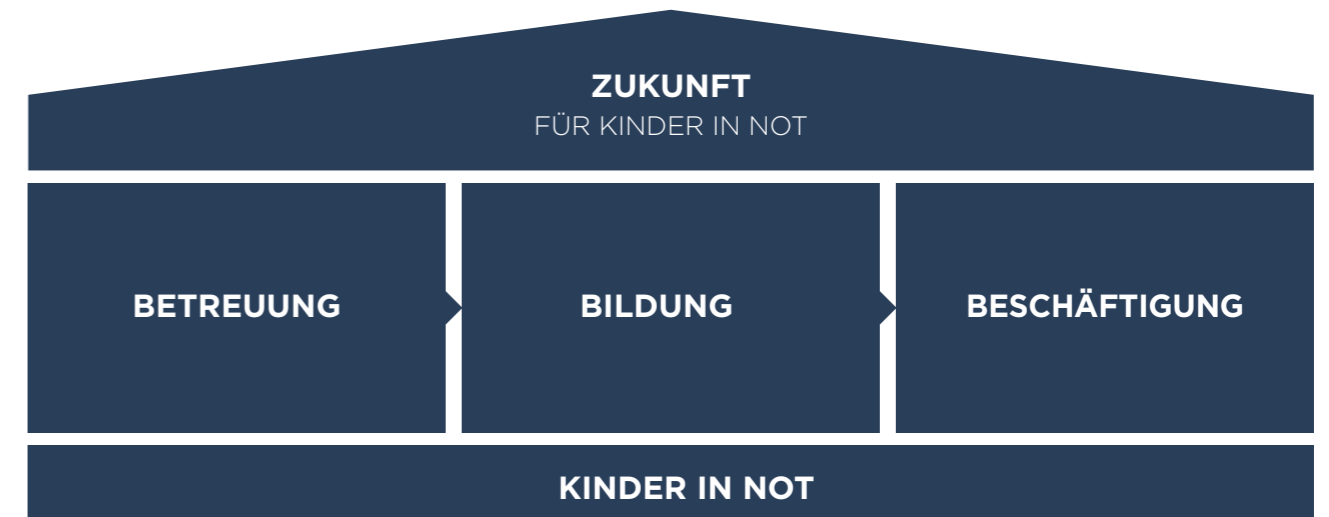 ZUKUNFT
FÜR KINDER IN NOT
BETREUUNG
BILDUNG
BESCHÄFTIGUNG
KINDER IN NOT